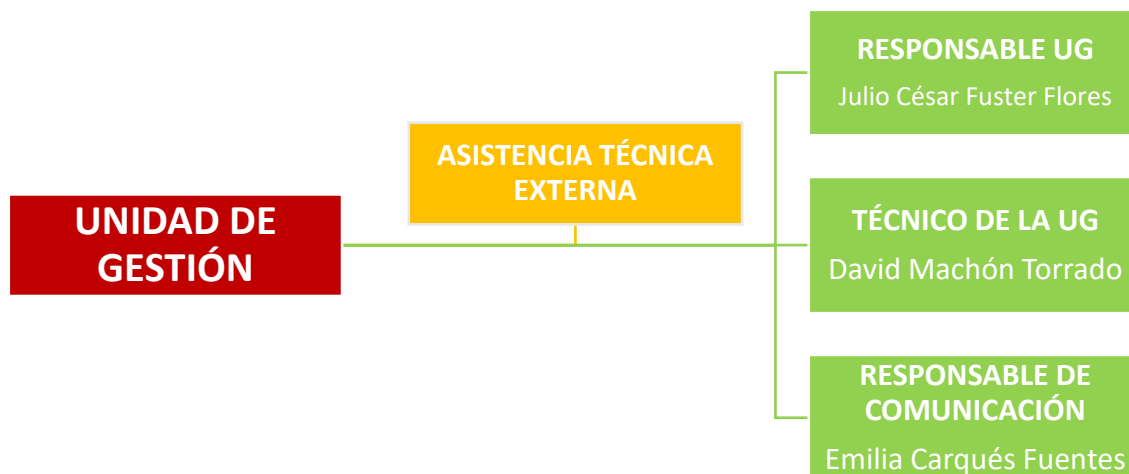 RESPONSABLE UG
Julio César Fuster Flores
ASISTENCIA TÉCNICA
EXTERNA
UNIDAD DE
GESTIÓN
TÉCNICO DE LA UG
David Machón Torrado
RESPONSABLE DE
COMUNICACIÓN
Emilia Carqués Fuentes